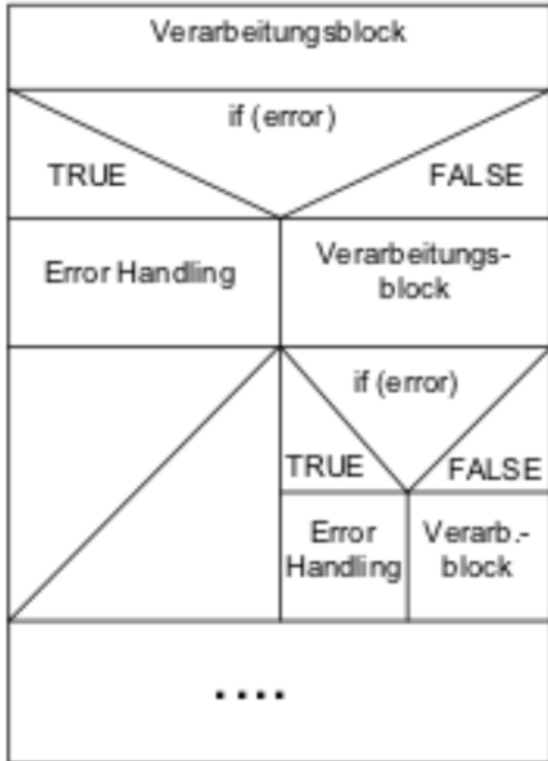 Verarbeitungsblock
if (error)
TRUE
FALSE
Error Handling
Verarbeitungs-
block
if (error)
TRUE
FALSE
Error
Handling
Verarb.-
block
....